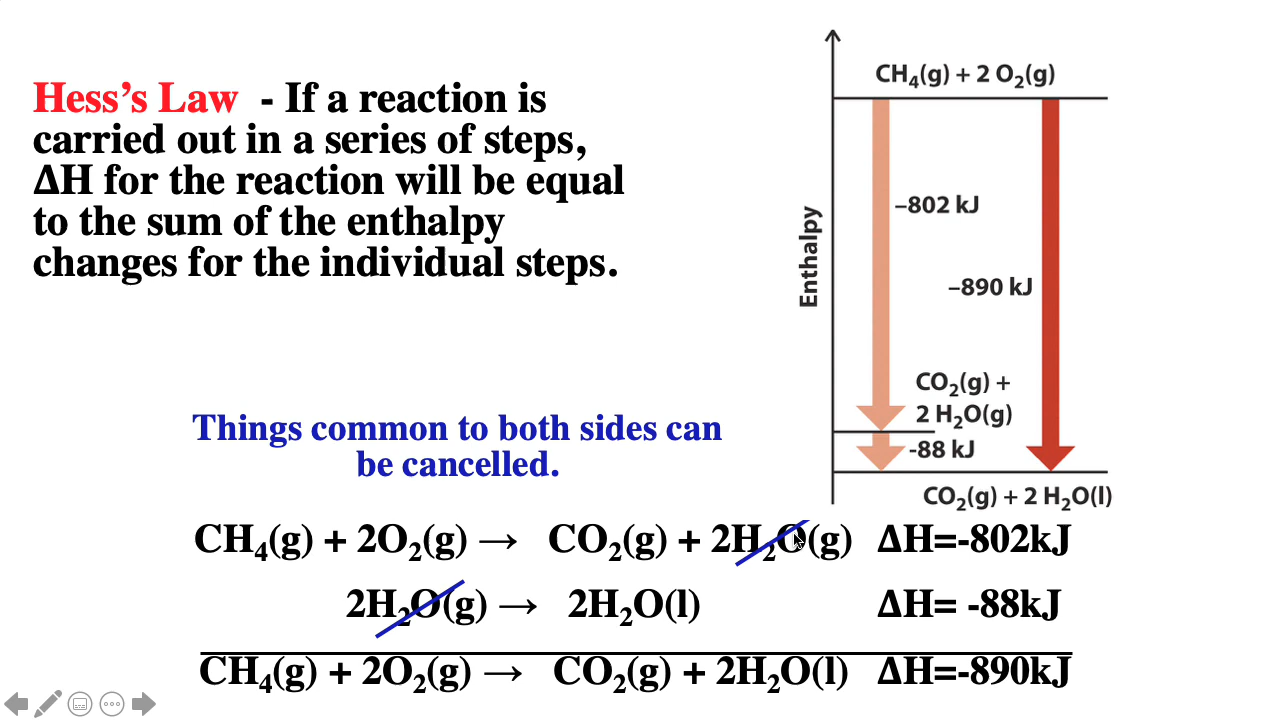 Hess’s Law - If a reaction is
carried out in a series of steps,
ΔH for the reaction will be equal
to the sum of the enthalpy
changes for the individual steps.
CH₄(g) + 2 O₂(g)
–802 kJ
–890 kJ
Enthalpy
CO₂(g) +
2 H₂O(g)
-88 kJ
CO₂(g) + 2 H₂O(l)
Things common to both sides can
be cancelled.
CH₄(g) + 2O₂(g) → CO₂(g) + 2H₂O(g) ΔH=-802kJ
2H₂O(g) → 2H₂O(l) ΔH= -88kJ
CH₄(g) + 2O₂(g) → CO₂(g) + 2H₂O(l) ΔH=-890kJ